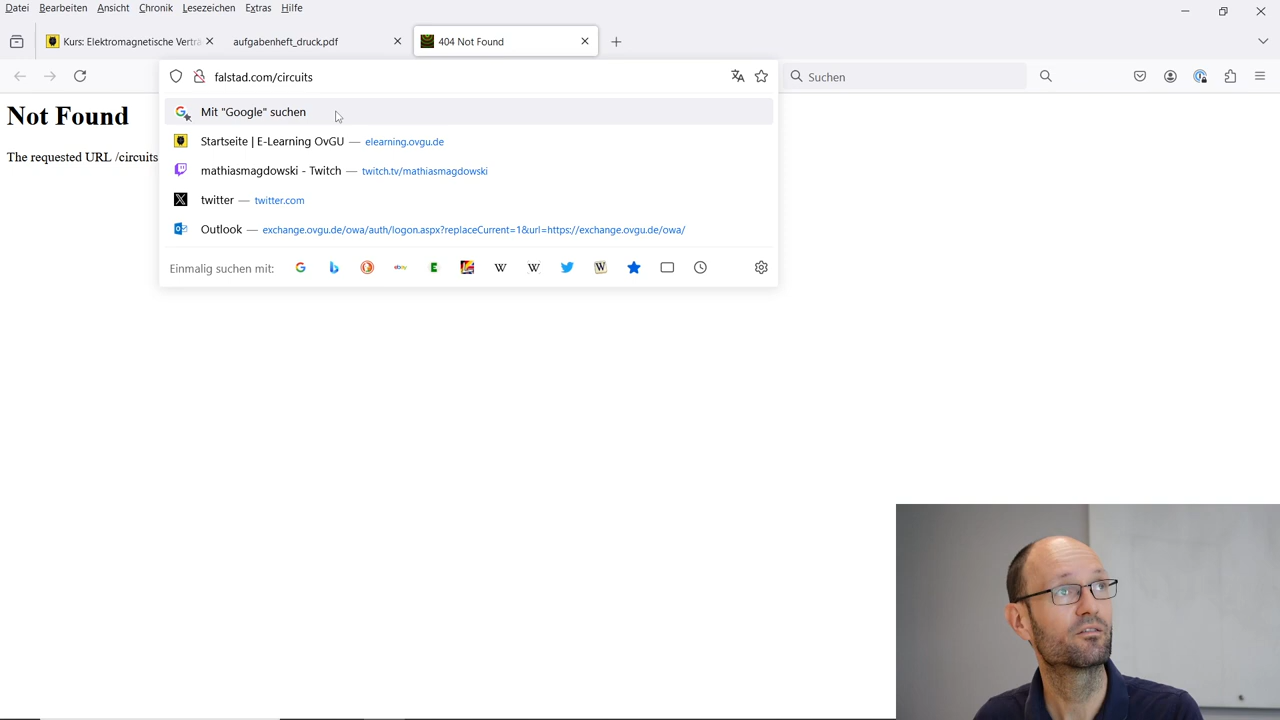 Datei Bearbeiten Ansicht Chronik Lesezeichen Extras Hilfe
Kurs: Elektromagnetische Verträ
aufgabenheft_druck.pdf
404 Not Found
falstad.com/circuits
Suchen
Not Found
Mit "Google" suchen
Startseite | E-Learning OvGU — elearning.ovgu.de
The requested URL /circuits
mathiasmagdowski - Twitch — twitch.tv/mathiasmagdowski
twitter — twitter.com
Outlook — exchange.ovgu.de/owa/auth/logon.aspx?replaceCurrent=1&url=https://exchange.ovgu.de/owa/
Einmalig suchen mit: